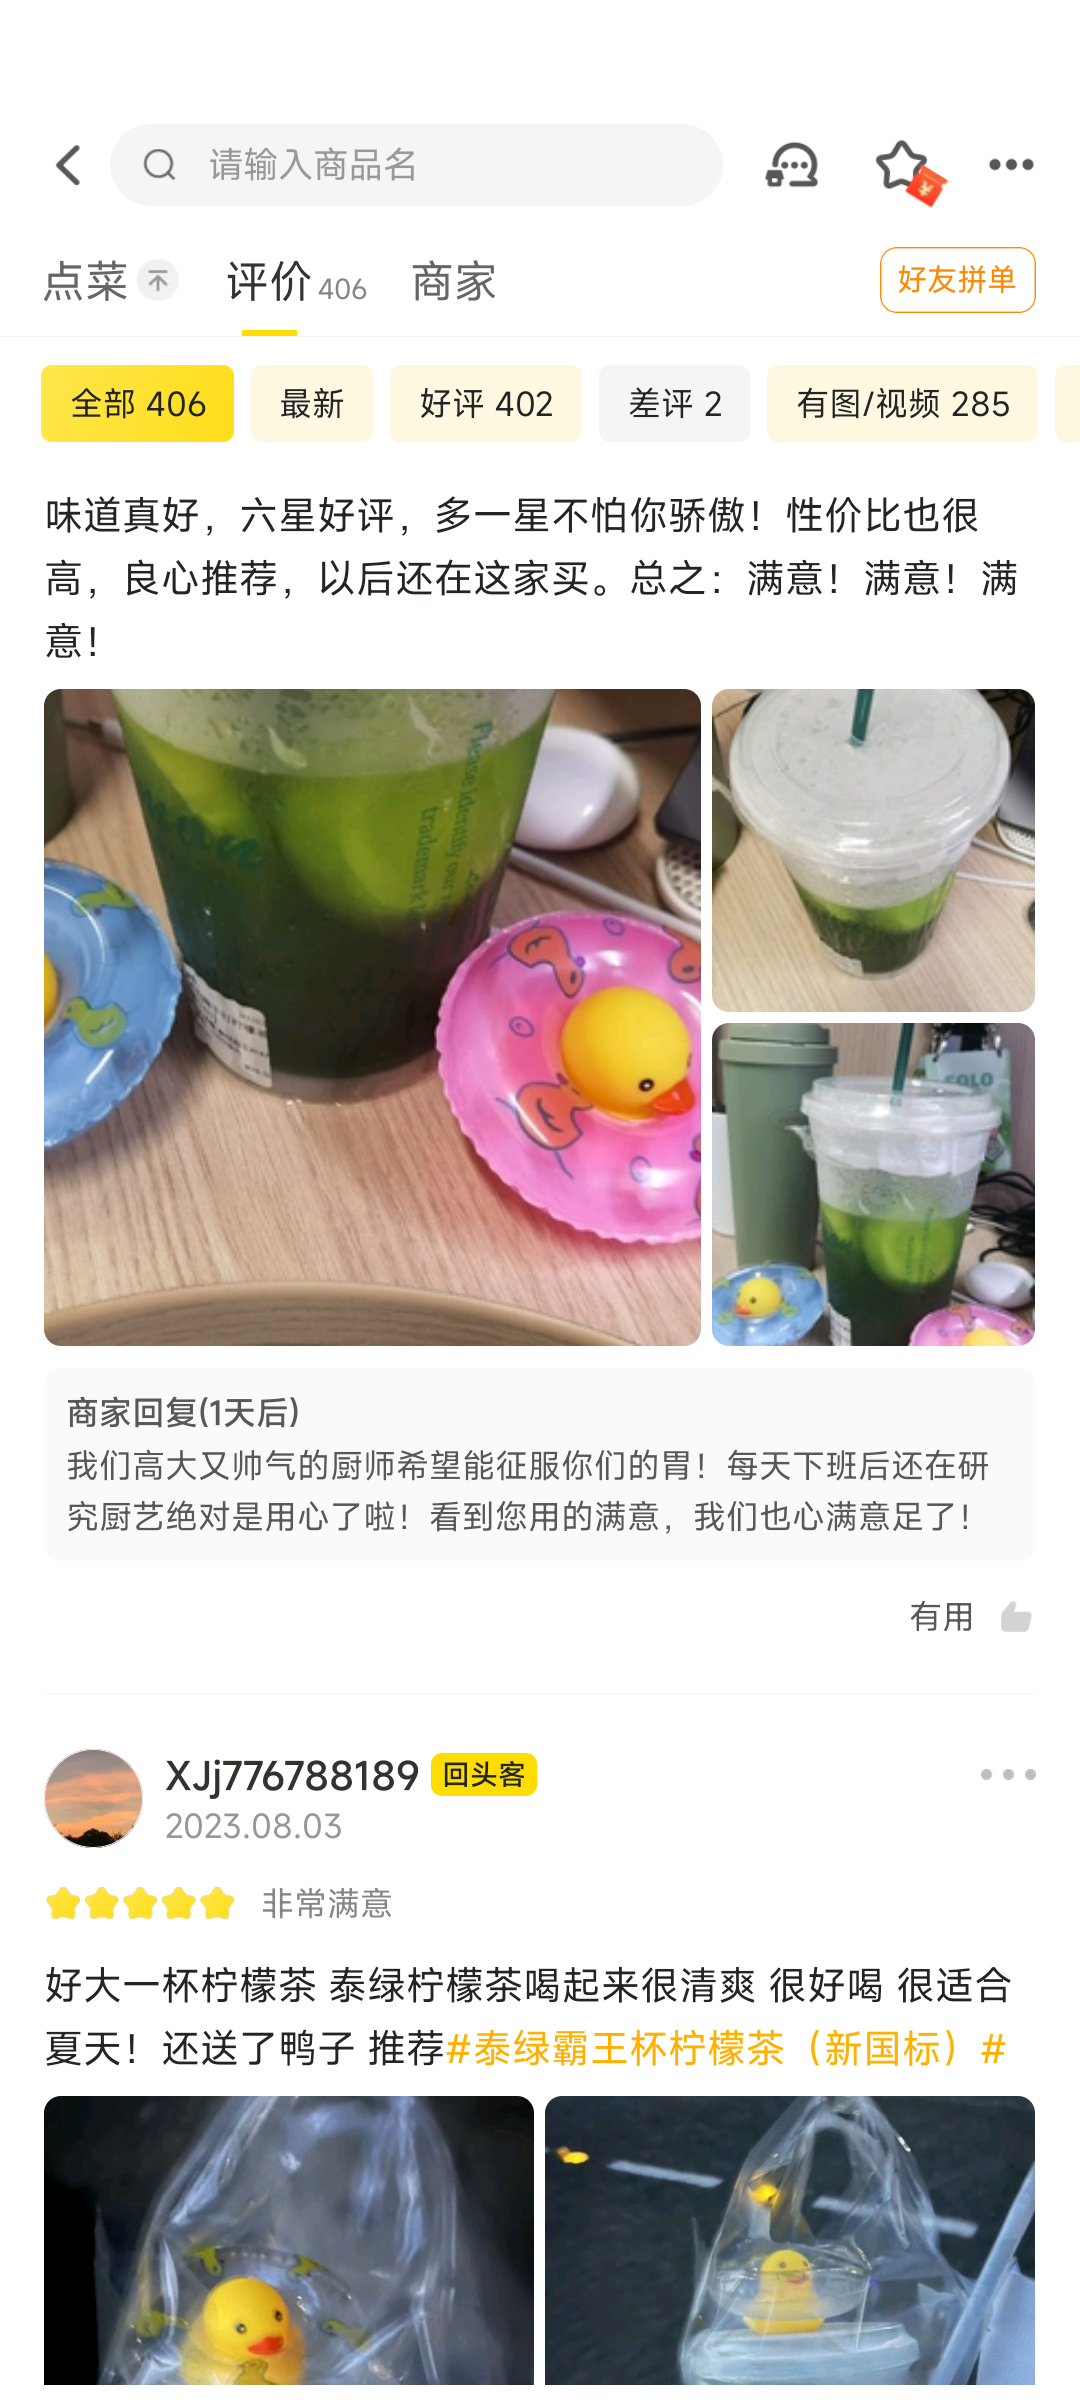 请输入商品名
点菜
评价 406
商家
好友拼单
全部 406
最新
好评 402
差评 2
有图/视频 285
味道真好，六星好评，多一星不怕你骄傲！性价比也很
高，良心推荐，以后还在这家买。总之：满意！满意！满
意！
Please identify our
trademark
SOLO
商家回复(1天后)
我们高大又帅气的厨师希望能征服你们的胃！每天下班后还在研
究厨艺绝对是用心了啦！看到您用的满意，我们也心满意足了！
有用
XJj776788189 回头客
2023.08.03
非常满意
好大一杯柠檬茶 泰绿柠檬茶喝起来很清爽 很好喝 很适合
夏天！还送了鸭子 推荐#泰绿霸王杯柠檬茶（新国标）#